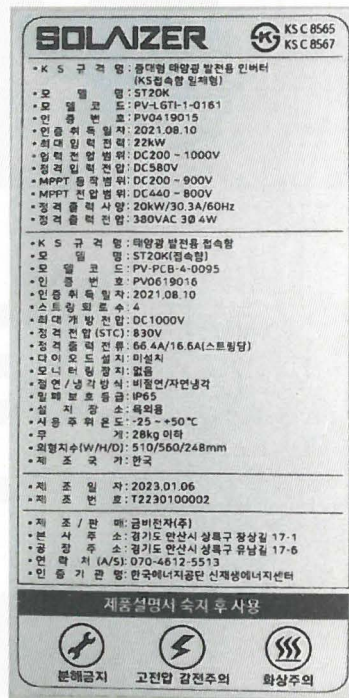 SOLAIZER
KS C 8565
KS C 8567
• K S 규 격 명 : 중대형 태양광 발전용 인버터
(KS접속함 일체형)
• 모 델 명 : ST20K
• 모 델 코 드 : PV-LGTI-1-0161
• 인 증 번 호 : PV0419015
• 인증 취득 일자 : 2021.08.10
• 최대 입력 전력 : 22kW
• 입력 전압 범위 : DC200 ~ 1000V
• 정격 입력 전압 : DC580V
• MPPT 동작 범위 : DC200 ~ 900V
• MPPT 전압 범위 : DC440 ~ 800V
• 정격 출력 사양 : 20kW/30.3A/60Hz
• 정격 출력 전압 : 380VAC 3Ø 4W
• K S 규 격 명 : 태양광 발전용 접속함
• 모 델 명 : ST20K(접속함)
• 모 델 코 드 : PV-PCB-4-0095
• 인 증 번 호 : PV0619016
• 인증 취득 일자 : 2021.08.10
• 스트링 회로 수 : 4
• 최대 개방 전압 : DC1000V
• 정격 전압 (STC) : 830V
• 정격 출력 전류 : 66.4A/16.6A(스트링당)
• 다이오드 설치 : 미설치
• 모니터링 장치 : 없음
• 절연/냉각 방식 : 비절연/자연냉각
• 밀폐 보호 등급 : IP65
• 설 치 장 소 : 옥외용
• 사용 주위 온도 : -25 ~ +50℃
• 무 게 : 28kg 이하
• 외형치수(W/H/D) : 510/560/248mm
• 제 조 국 가 : 한국
• 제 조 일 자 : 2023.01.06
• 제 조 번 호 : T2230100002
• 제 조 / 판 매 : 금비전자(주)
• 본 사 주 소 : 경기도 안산시 상록구 장상길 17-1
• 공 장 주 소 : 경기도 안산시 상록구 유남길 17-6
• 연 락 처 (A/S) : 070-4612-5513
• 인 증 기 관 명 : 한국에너지공단 신재생에너지센터
제품설명서 숙지 후 사용
분해금지
고전압 감전주의
화상주의